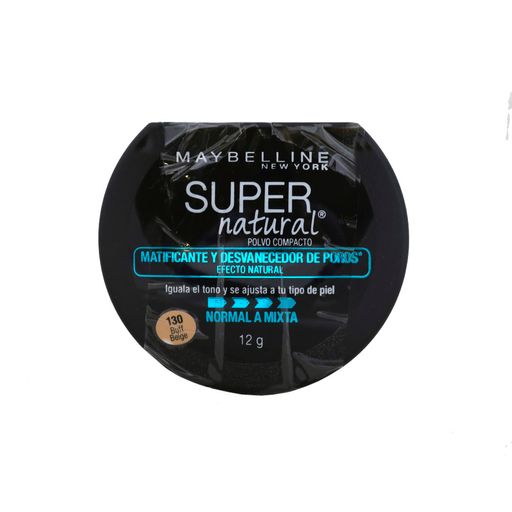 MAYBELLINE
NEW YORK
SUPER
natural®
POLVO COMPACTO
MATIFICANTE Y DESVANECEDOR DE POROS*
EFECTO NATURAL
Iguala el tono y se ajusta a tu tipo de piel
NORMAL A MIXTA
130
Buff
Beige
12 g